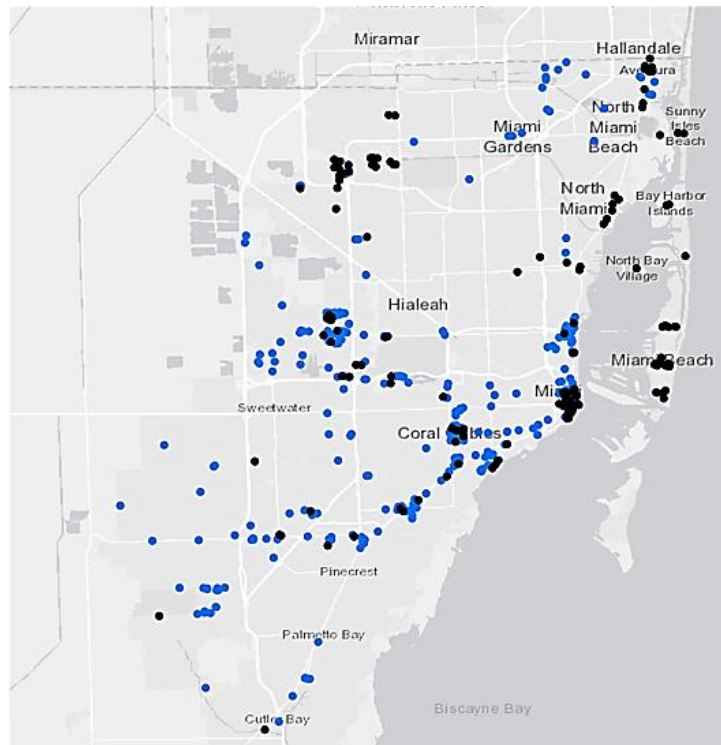 Miramar
Hallandale
Aventura
North
Miami
Beach
Sunny
Isles
Beach
Miami
Gardens
North
Miami
Bay Harbor
Islands
North Bay
Village
Hialeah
Miami Beach
Sweetwater
Coral
Pinecrest
Palmetto Bay
Cutler Bay
Biscayne Bay